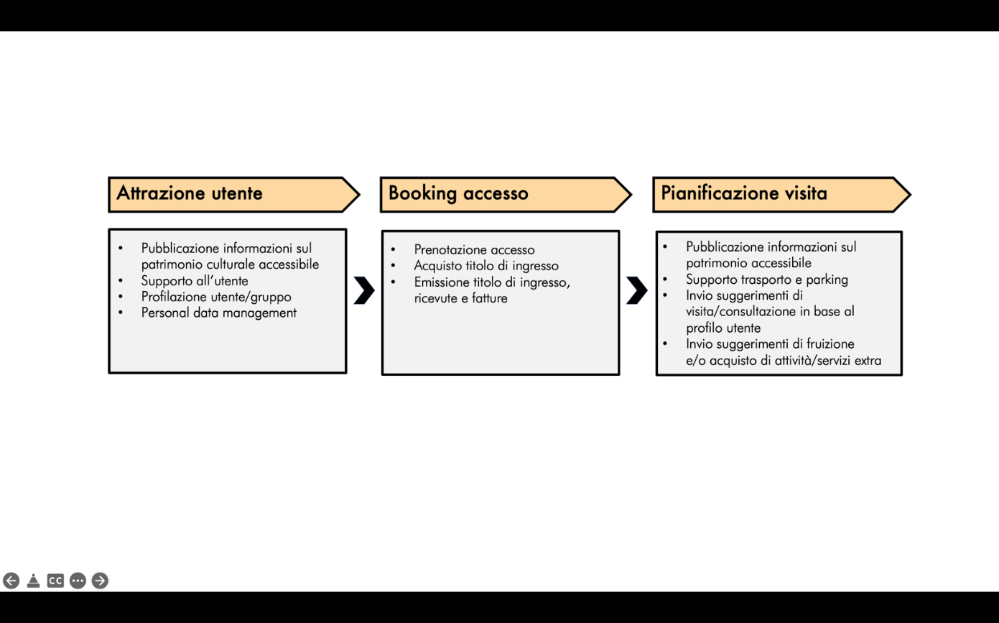 Attrazione utente
• Pubblicazione informazioni sul
patrimonio culturale accessibile
• Supporto all’utente
• Profilazione utente/gruppo
• Personal data management
Booking accesso
• Prenotazione accesso
• Acquisto titolo di ingresso
• Emissione titolo di ingresso,
ricevute e fatture
Pianificazione visita
• Pubblicazione informazioni sul
patrimonio accessibile
• Supporto trasporto e parking
• Invio suggerimenti di
visita/consultazione in base al
profilo utente
• Invio suggerimenti di fruizione
e/o acquisto di attività/servizi extra
CC